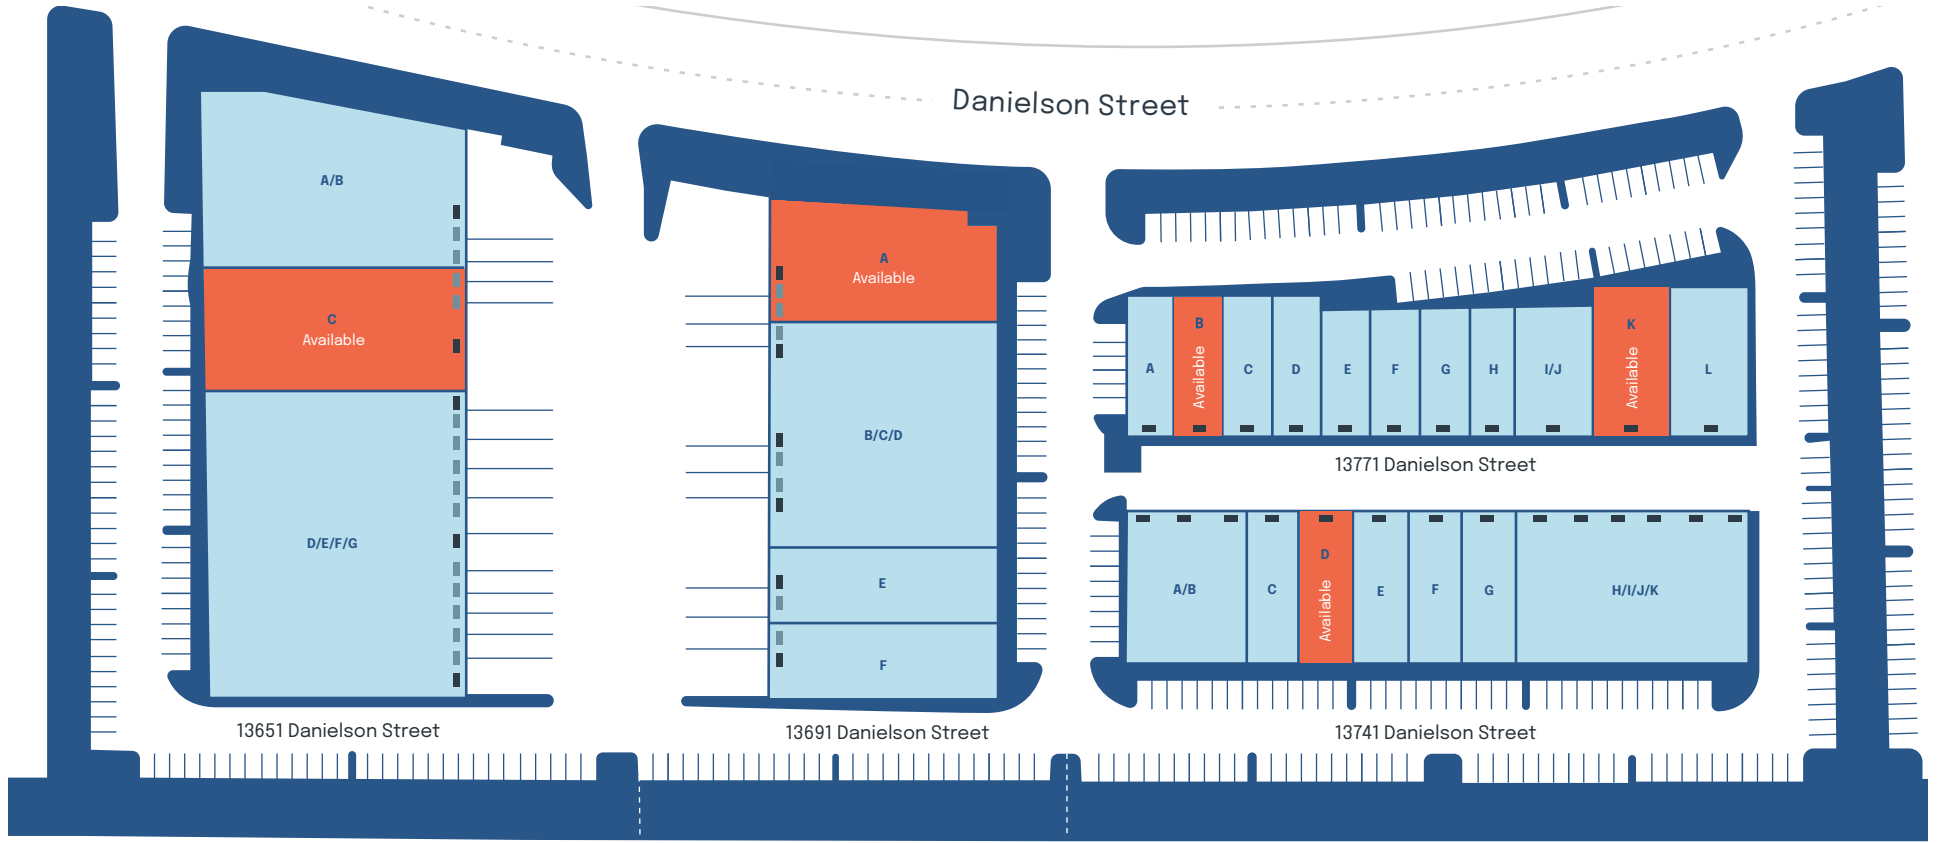 Danielson Street
A/B
C
Available
D/E/F/G
13651 Danielson Street
A
Available
B/C/D
E
F
13691 Danielson Street
A
B
Available
C
D
E
F
G
H
I/J
K
Available
L
13771 Danielson Street
A/B
C
D
Available
E
F
G
H/I/J/K
13741 Danielson Street